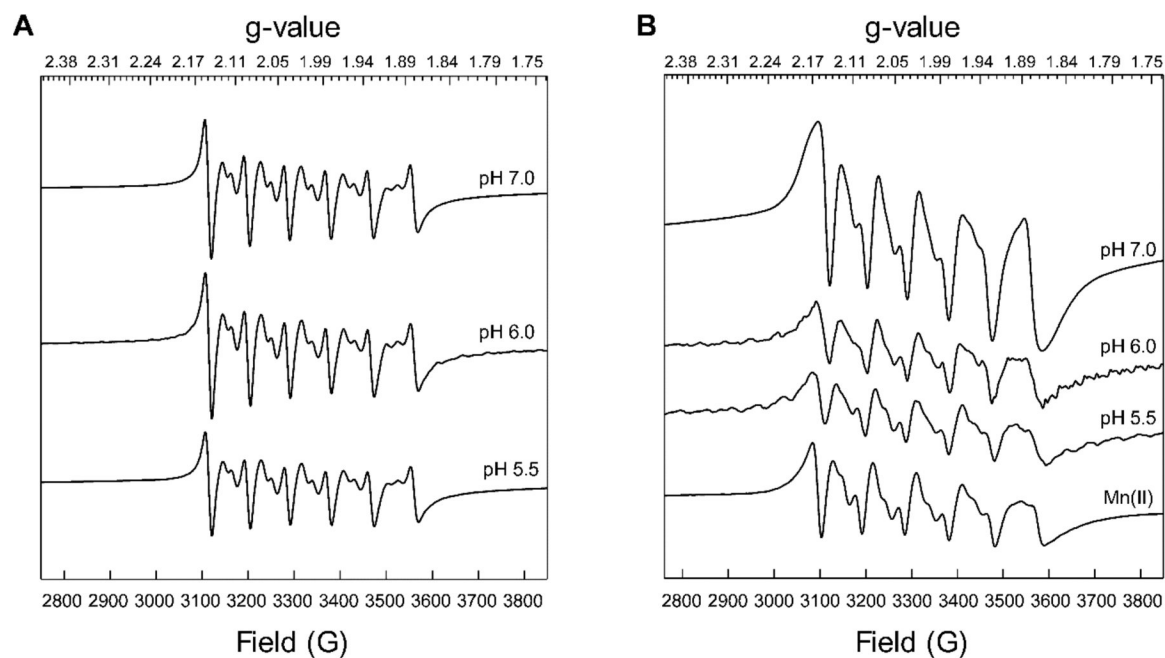 A
g-value
2.38 2.31 2.24 2.17 2.11 2.05 1.99 1.94 1.89 1.84 1.79 1.75
pH 7.0
pH 6.0
pH 5.5
2800 2900 3000 3100 3200 3300 3400 3500 3600 3700 3800
Field (G)
B
g-value
2.38 2.31 2.24 2.17 2.11 2.05 1.99 1.94 1.89 1.84 1.79 1.75
pH 7.0
pH 6.0
pH 5.5
Mn(II)
2800 2900 3000 3100 3200 3300 3400 3500 3600 3700 3800
Field (G)